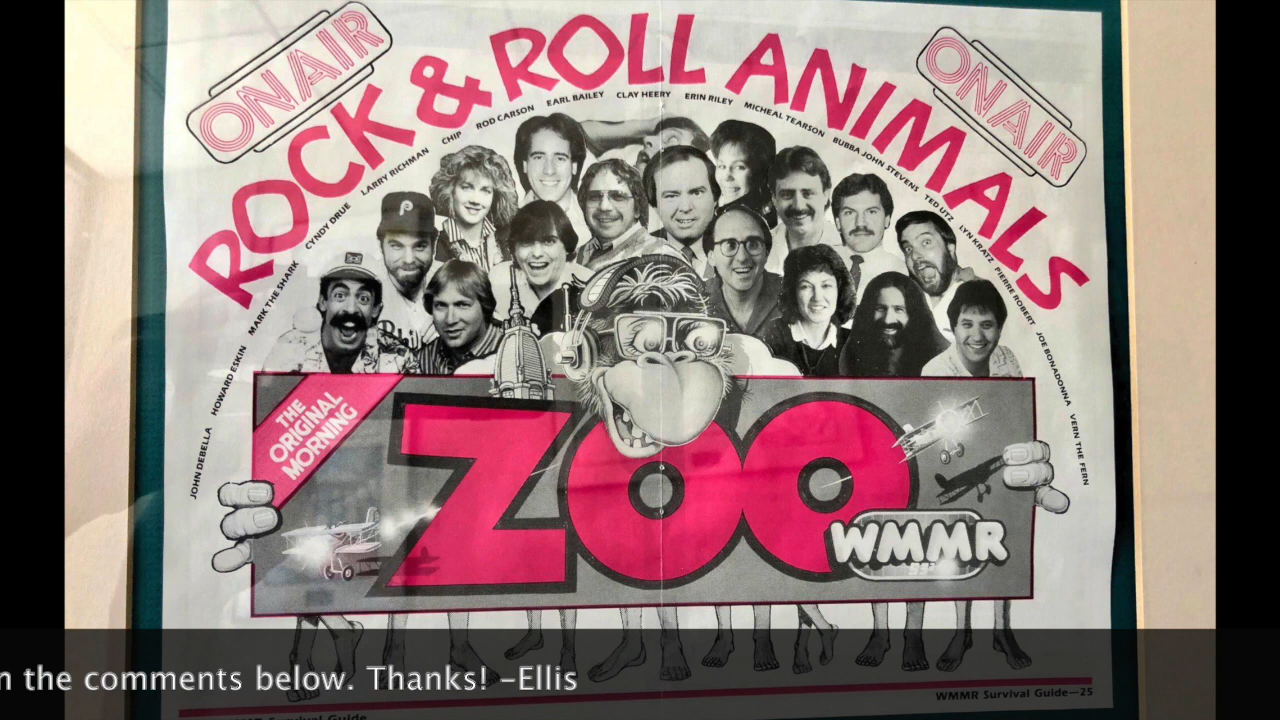 ON AIR
ROCK & ROLL ANIMALS
ON AIR
JOHN DEBELLA
HOWARD ESKIN
MARK THE SHARK
CYNDY DRUE
LARRY RICHMAN
CHIP
ROD CARSON
EARL BAILEY
CLAY HEERY
ERIN RILEY
MICHEAL TEARSON
BUBBA JOHN STEVENS
TED UTZ
LYN KRATZ
PIERRE ROBERT
JOE BONADONNA
VERN THE FERN
P
THE
ORIGINAL
MORNING
ZOO
WMMR
n the comments below. Thanks! -Ellis
WMMR Survival Guide—25
MR Survival Guide